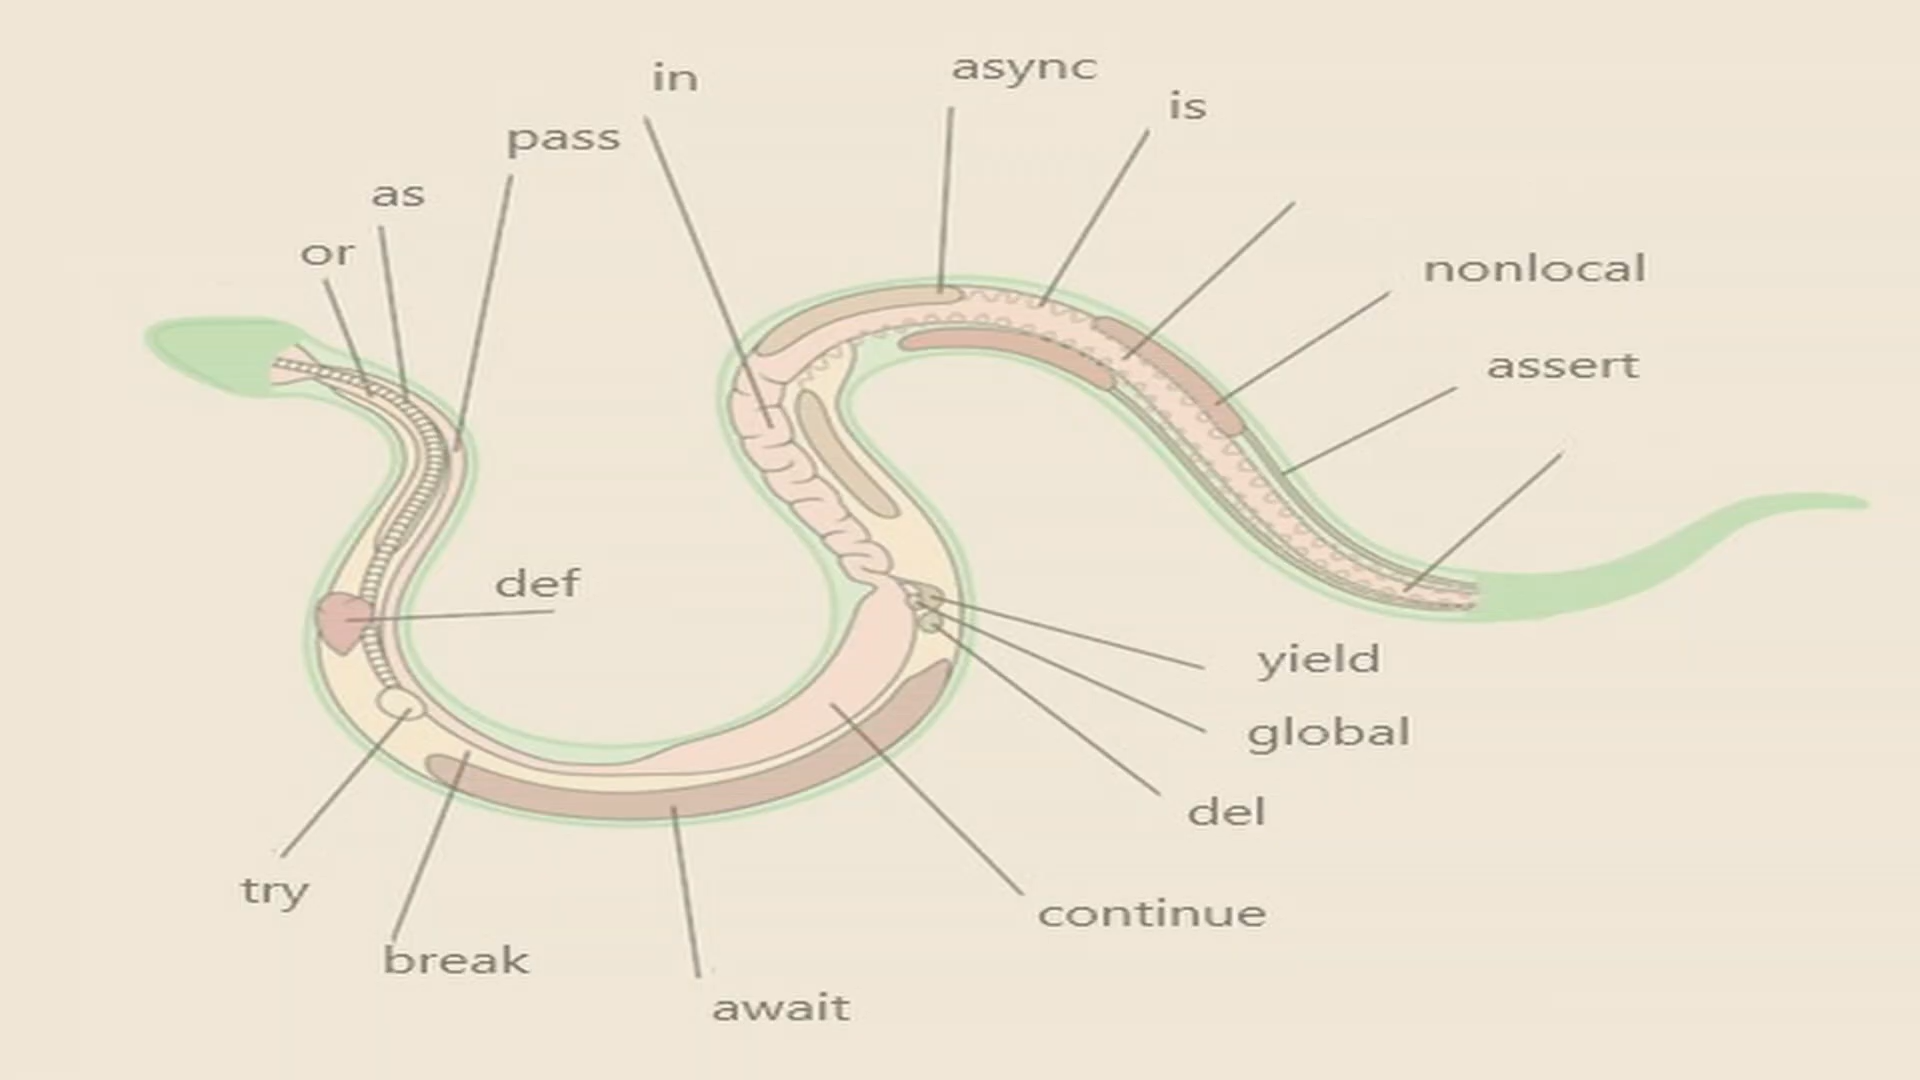 in
async
is
pass
as
or
nonlocal
assert
def
yield
global
del
try
continue
break
await